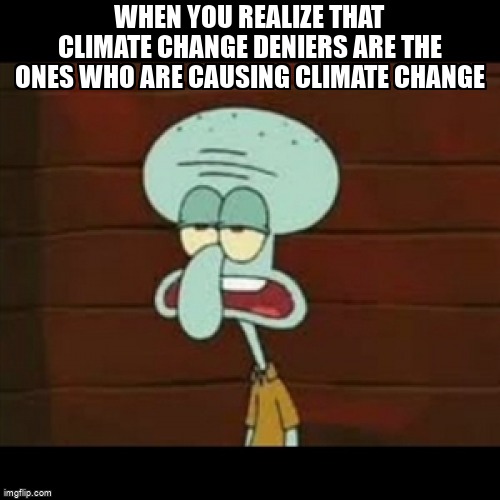 WHEN YOU REALIZE THAT
CLIMATE CHANGE DENIERS ARE THE
ONES WHO ARE CAUSING CLIMATE CHANGE
imgflip.com